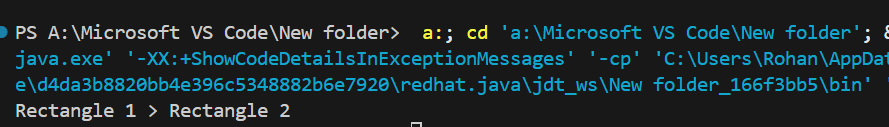 PS A:\Microsoft VS Code\New folder>  a:; cd 'a:\Microsoft VS Code\New folder'; &
java.exe' '-XX:+ShowCodeDetailsInExceptionMessages' '-cp' 'C:\Users\Rohan\AppDat
e\d4da3b8820bb4e396c5348882b6e7920\redhat.java\jdt_ws\New folder_166f3bb5\bin'
Rectangle 1 > Rectangle 2